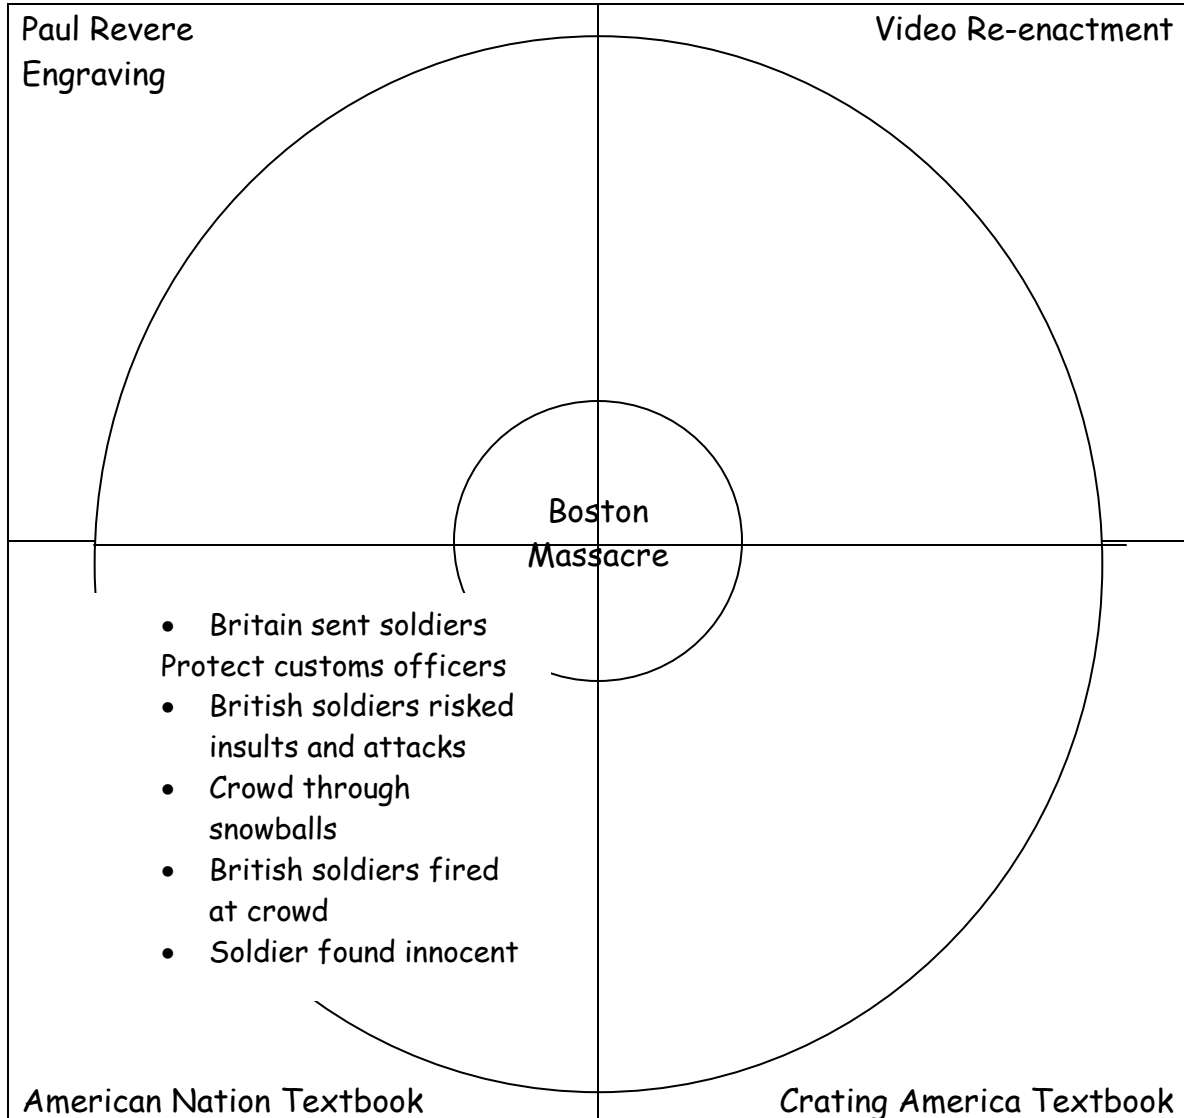 Paul Revere
Engraving
Video Re-enactment
Boston
Massacre
• Britain sent soldiers
Protect customs officers
• British soldiers risked
insults and attacks
• Crowd through
snowballs
• British soldiers fired
at crowd
• Soldier found innocent
American Nation Textbook
Crating America Textbook